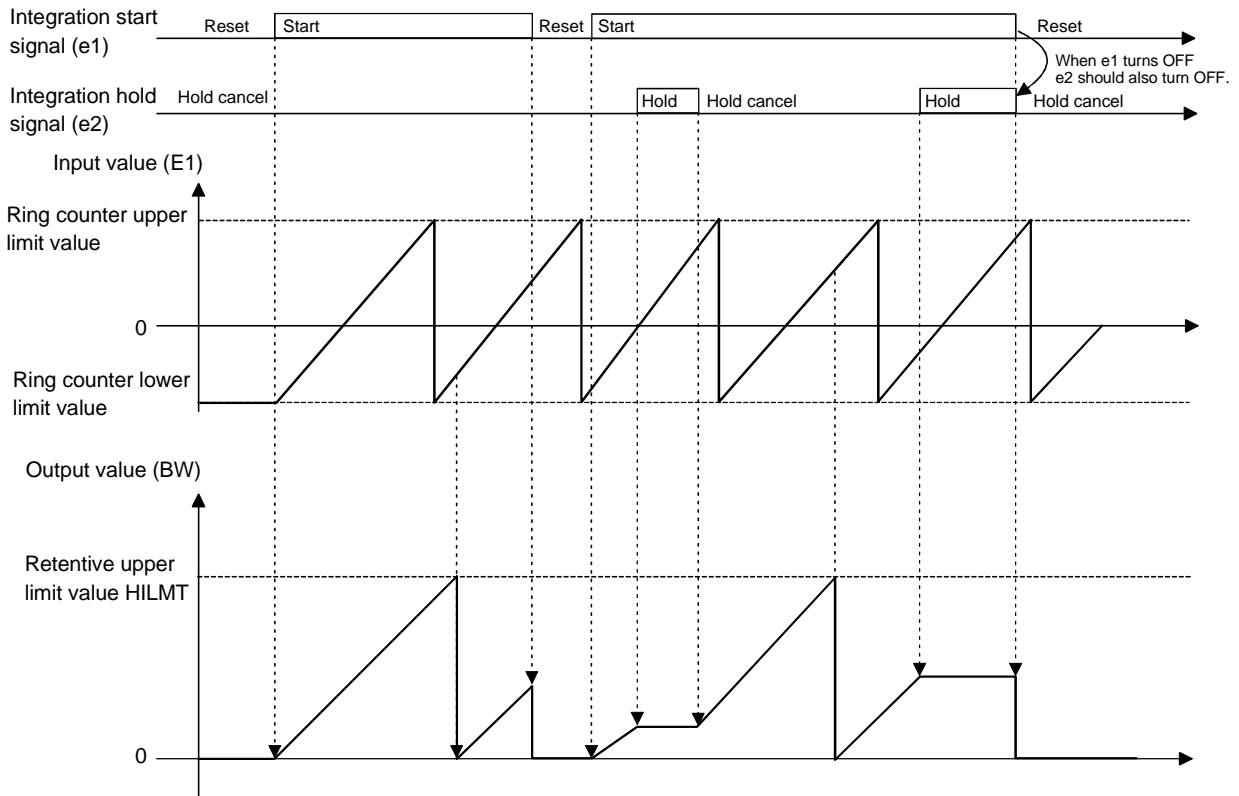 Integration start
signal (e1)
Reset
Start
Reset
Start
Reset
When e1 turns OFF
e2 should also turn OFF.
Integration hold
signal (e2)
Hold cancel
Hold
Hold cancel
Hold
Hold cancel
Input value (E1)
Ring counter upper
limit value
0
Ring counter lower
limit value
Output value (BW)
Retentive upper
limit value HILMT
0